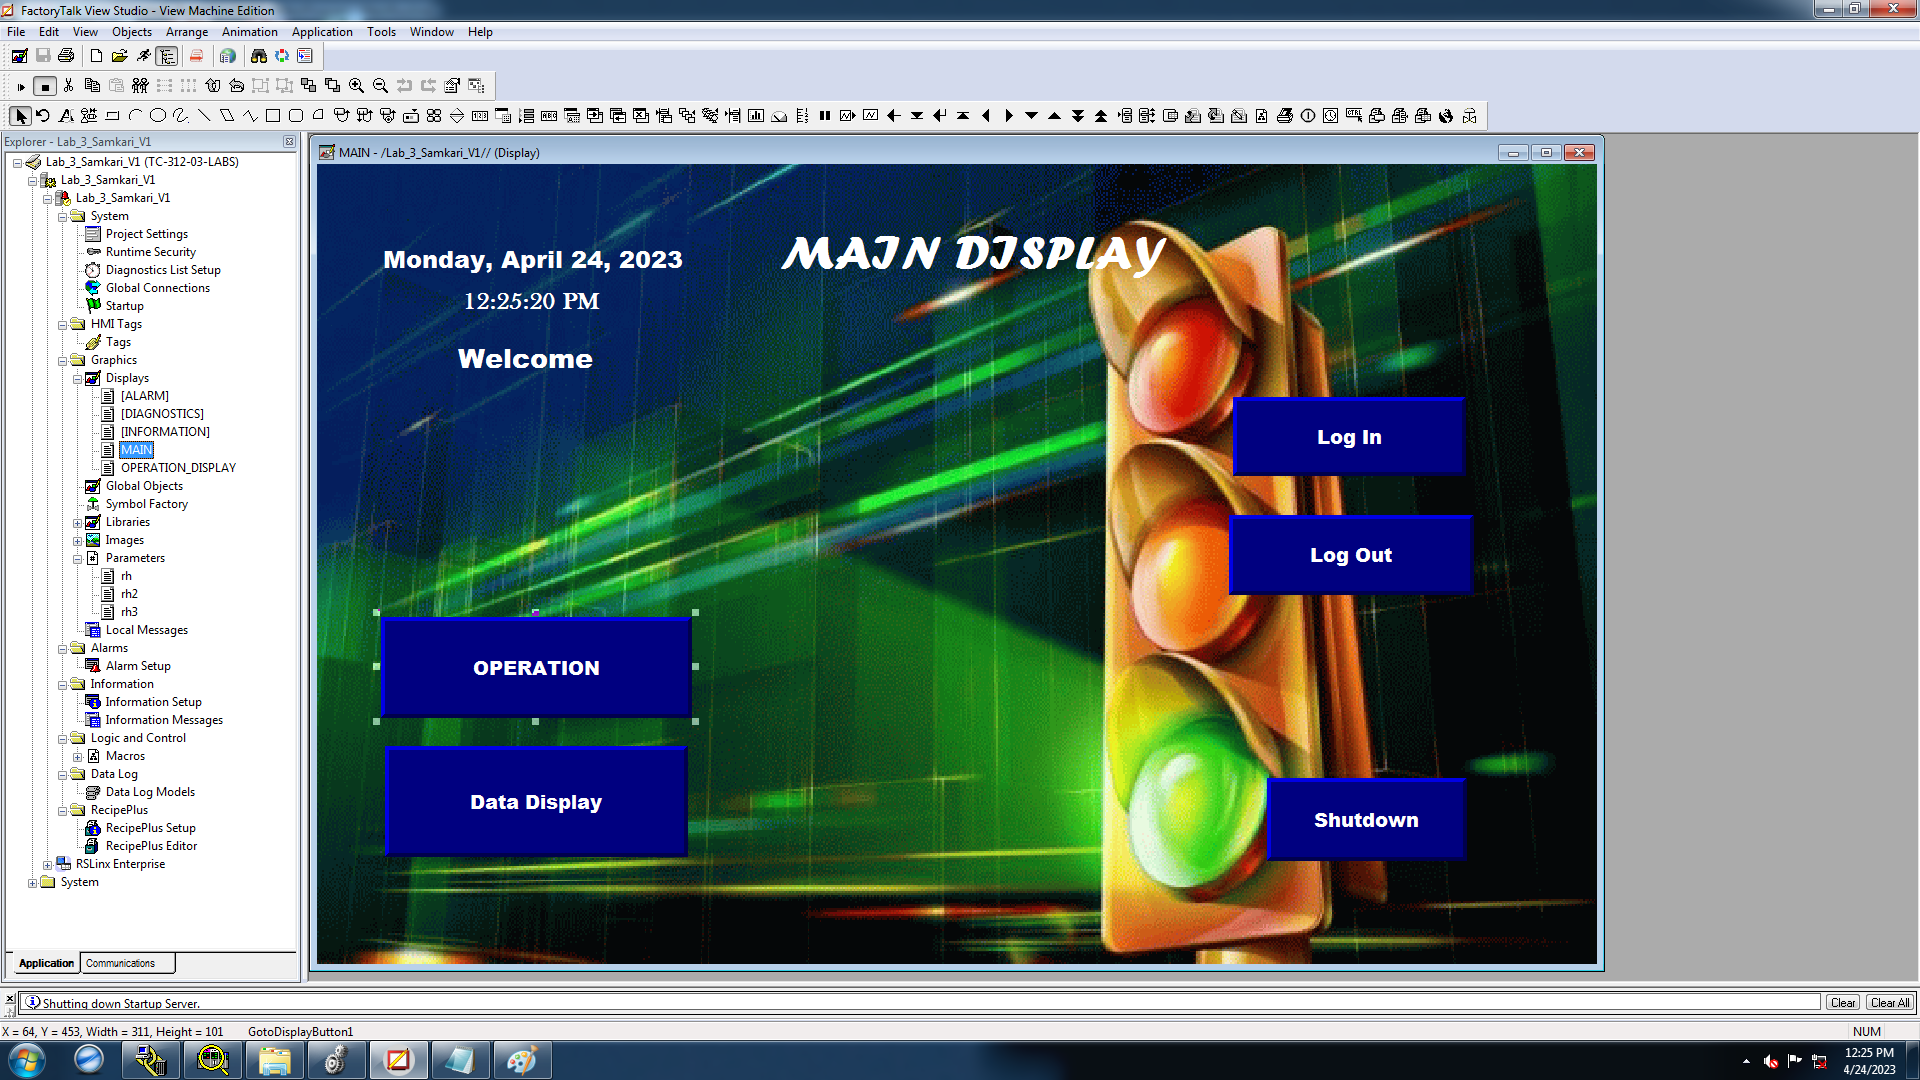 FactoryTalk View Studio - View Machine Edition
File Edit View Objects Arrange Animation Application Tools Window Help
Explorer - Lab_3_Samkari_V1
Lab_3_Samkari_V1 (TC-312-03-LABS)
Lab_3_Samkari_V1
Lab_3_Samkari_V1
System
Project Settings
Runtime Security
Diagnostics List Setup
Global Connections
Startup
HMI Tags
Tags
Graphics
Displays
[ALARM]
[DIAGNOSTICS]
[INFORMATION]
MAIN
OPERATION_DISPLAY
Global Objects
Symbol Factory
Libraries
Images
Parameters
rh
rh2
rh3
Local Messages
Alarms
Alarm Setup
Information
Information Setup
Information Messages
Logic and Control
Macros
Data Log
Data Log Models
RecipePlus
RecipePlus Setup
RecipePlus Editor
RSLinx Enterprise
System
Application Communications
MAIN - /Lab_3_Samkari_V1// (Display)
MAIN DISPLAY
Monday, April 24, 2023
12:25:20 PM
Welcome
Log In
Log Out
OPERATION
Data Display
Shutdown
Shutting down Startup Server.
Clear Clear All
X = 64, Y = 453, Width = 311, Height = 101 GotoDisplayButton1
NUM
12:25 PM
4/24/2023